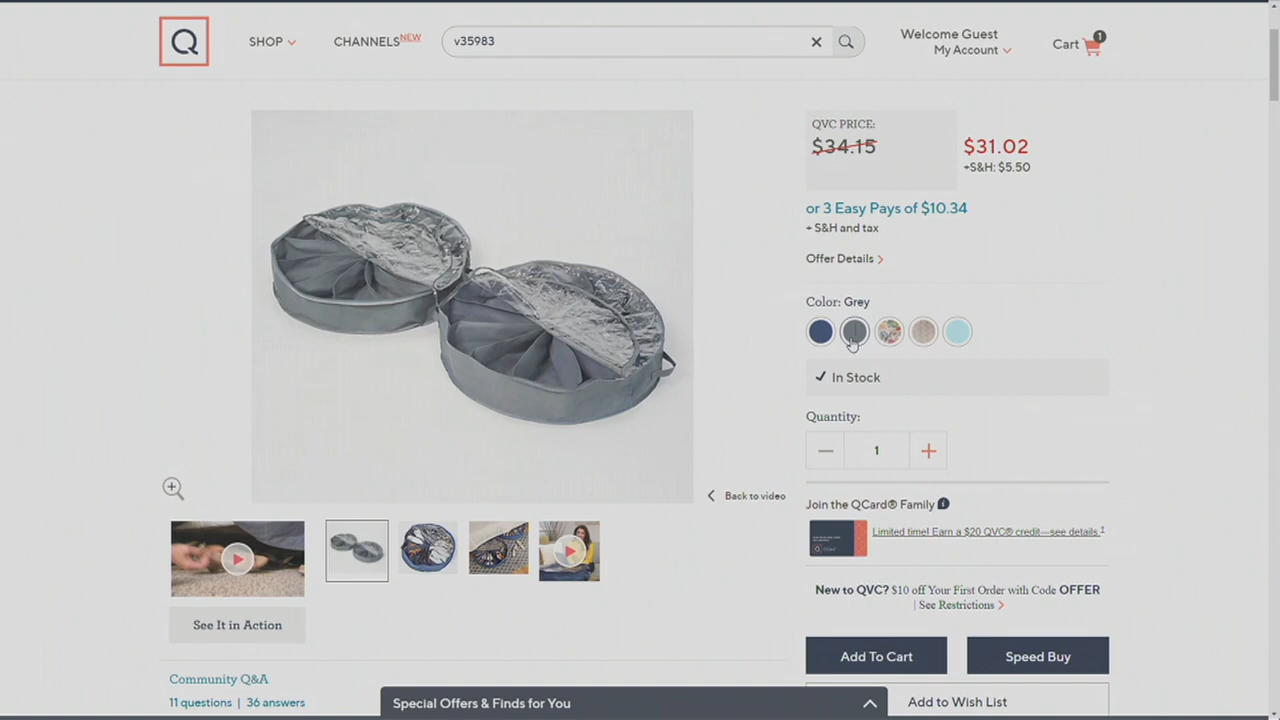 Q
SHOP
CHANNELS NEW
v35983
Welcome Guest
My Account
Cart 1
QVC PRICE:
$34.15
$31.02
+S&H: $5.50
or 3 Easy Pays of $10.34
+ S&H and tax
Offer Details
Color: Grey
In Stock
Quantity:
1
Back to video
Join the QCard® Family
Limited time! Earn a $20 QVC® credit—see details.‡
New to QVC? $10 off Your First Order with Code OFFER
| See Restrictions
See It in Action
Add To Cart
Speed Buy
Community Q&A
11 questions | 36 answers
Special Offers & Finds for You
Add to Wish List